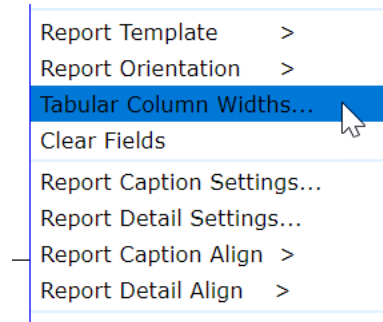 Report Template >
Report Orientation >
Tabular Column Widths...
Clear Fields
Report Caption Settings...
Report Detail Settings...
Report Caption Align >
Report Detail Align >